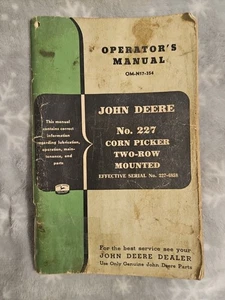 OPERATOR'S
MANUAL
OM-N17-354
This manual
contains correct
information
regarding lubrication,
operation, main-
tenance, and
parts
JOHN DEERE
No. 227
CORN PICKER
TWO-ROW
MOUNTED
EFFECTIVE SERIAL No. 227-
For the best service see your
JOHN DEERE DEALER
Use Only Genuine John Deere Parts